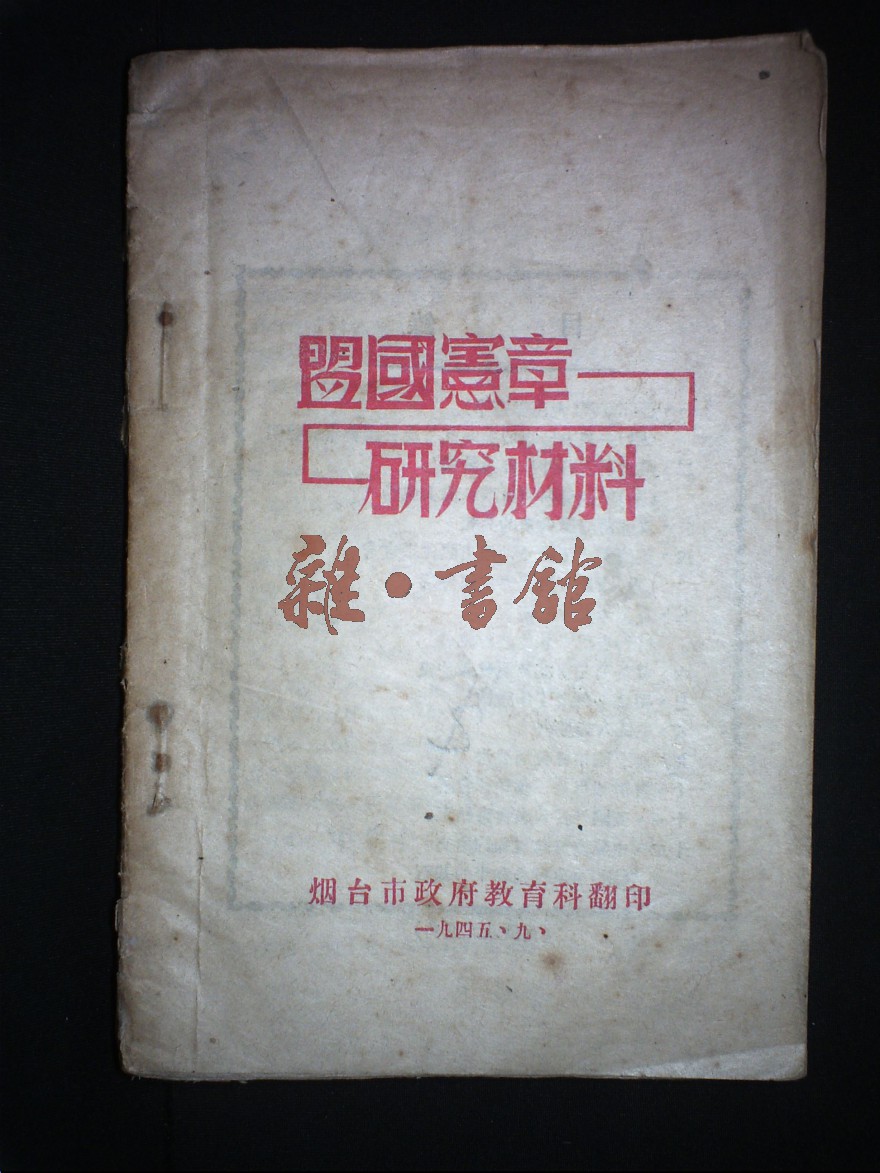 盟國憲章
研究材料
雜·書館
烟台市政府教育科翻印
一九四五、九、